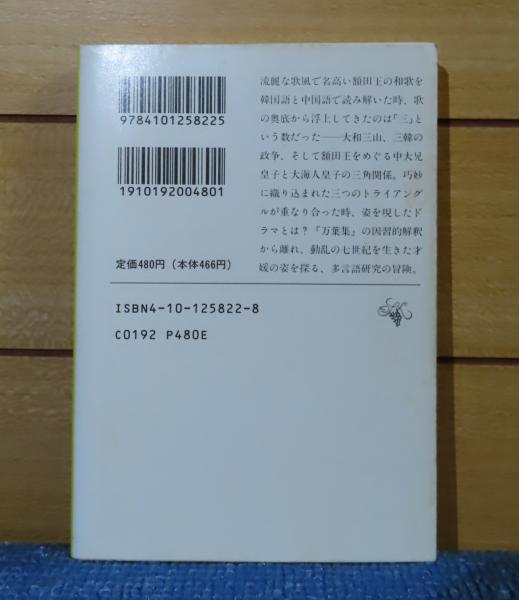 9784101258225
1910192004801
定価480円（本体466円）
ISBN4-10-125822-8
C0192 P480E
流麗な歌風で名高い額田王の和歌を
韓国語と中国語で読み解いた時、歌
の奥底から浮上してきたのは「三」と
いう数だった――大和三山、三韓の
政争、そして額田王をめぐる中大兄
皇子と大海人皇子の三角関係。巧妙
に織り込まれた三つのトライアング
ルが重なり合った時、姿を現したド
ラマとは？『万葉集』の因習的解釈
から離れ、動乱の七世紀を生きた才
媛の姿を探る、多言語研究の冒険。